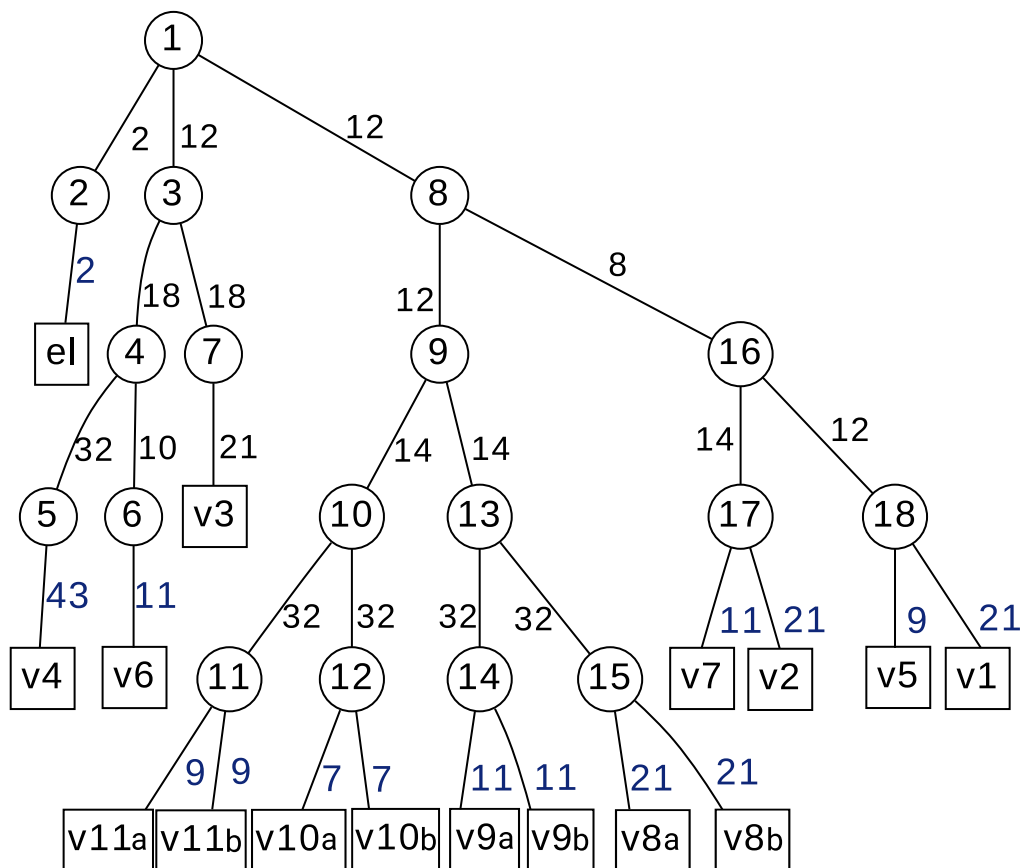 1
2 12 12
2 3 8
2 18 18 12 8
el 4 7 9 16
32 10 21 14 14 14 12
5 6 v3 10 13 17 18
43 11 32 32 32 32 11 21 9 21
v4 v6 11 12 14 15 v7 v2 v5 v1
9 9 7 7 11 11 21 21
v11a v11b v10a v10b v9a v9b v8a v8b